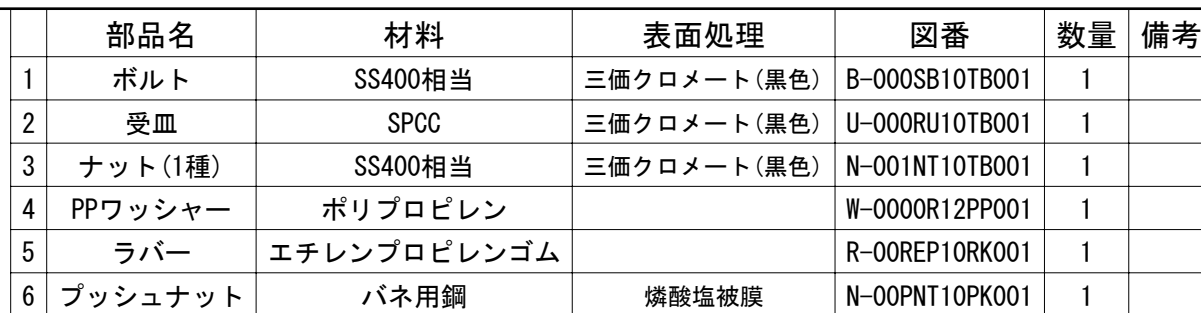 部品名 材料 表面処理 図番 数量 備考
1 ボルト SS400相当 三価クロメート(黒色) B-000SB10TB001 1
2 受皿 SPCC 三価クロメート(黒色) U-000RU10TB001 1
3 ナット(1種) SS400相当 三価クロメート(黒色) N-001NT10TB001 1
4 PPワッシャー ポリプロピレン W-0000R12PP001 1
5 ラバー エチレンプロピレンゴム R-00REP10RK001 1
6 プッシュナット バネ用鋼 燐酸塩被膜 N-00PNT10PK001 1